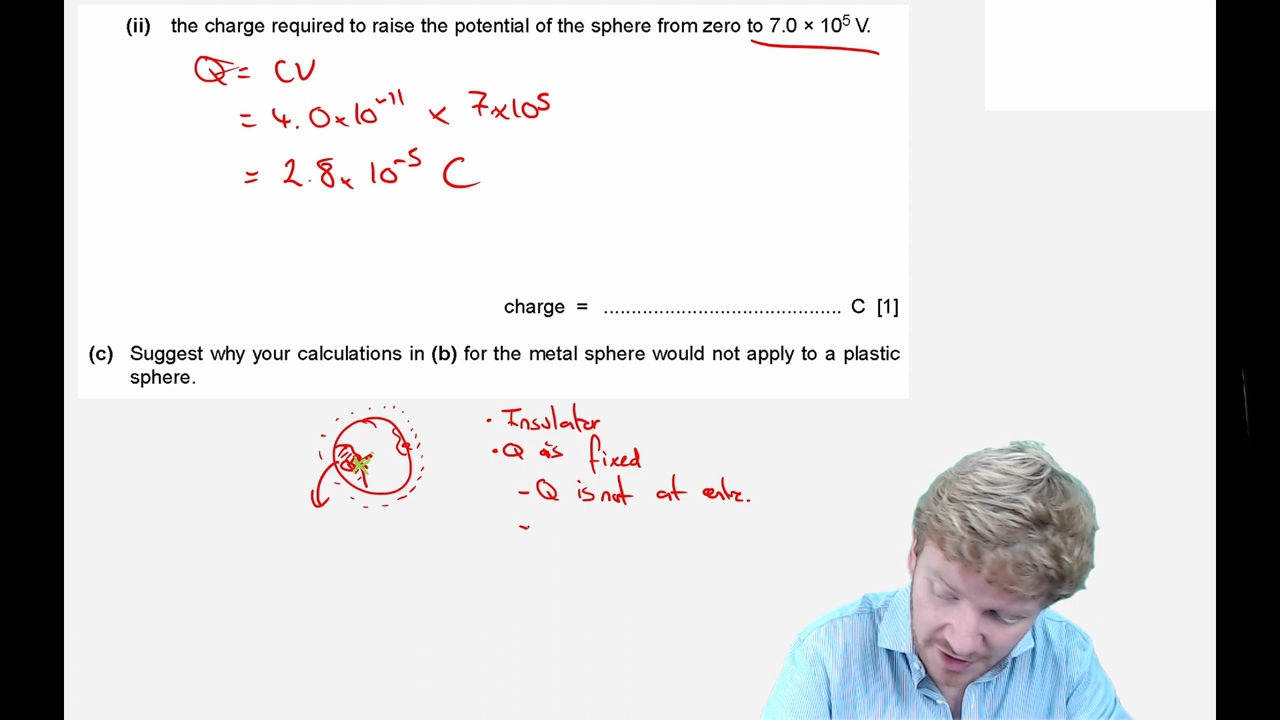 (ii) the charge required to raise the potential of the sphere from zero to 7.0 × 10⁵ V.
Q = CV
= 4.0 x 10⁻¹¹ x 7 x 10⁵
= 2.8 x 10⁻⁵ C
charge = ........................................... C [1]
(c) Suggest why your calculations in (b) for the metal sphere would not apply to a plastic
sphere.
• Insulator
• Q is fixed
- Q is not at
-